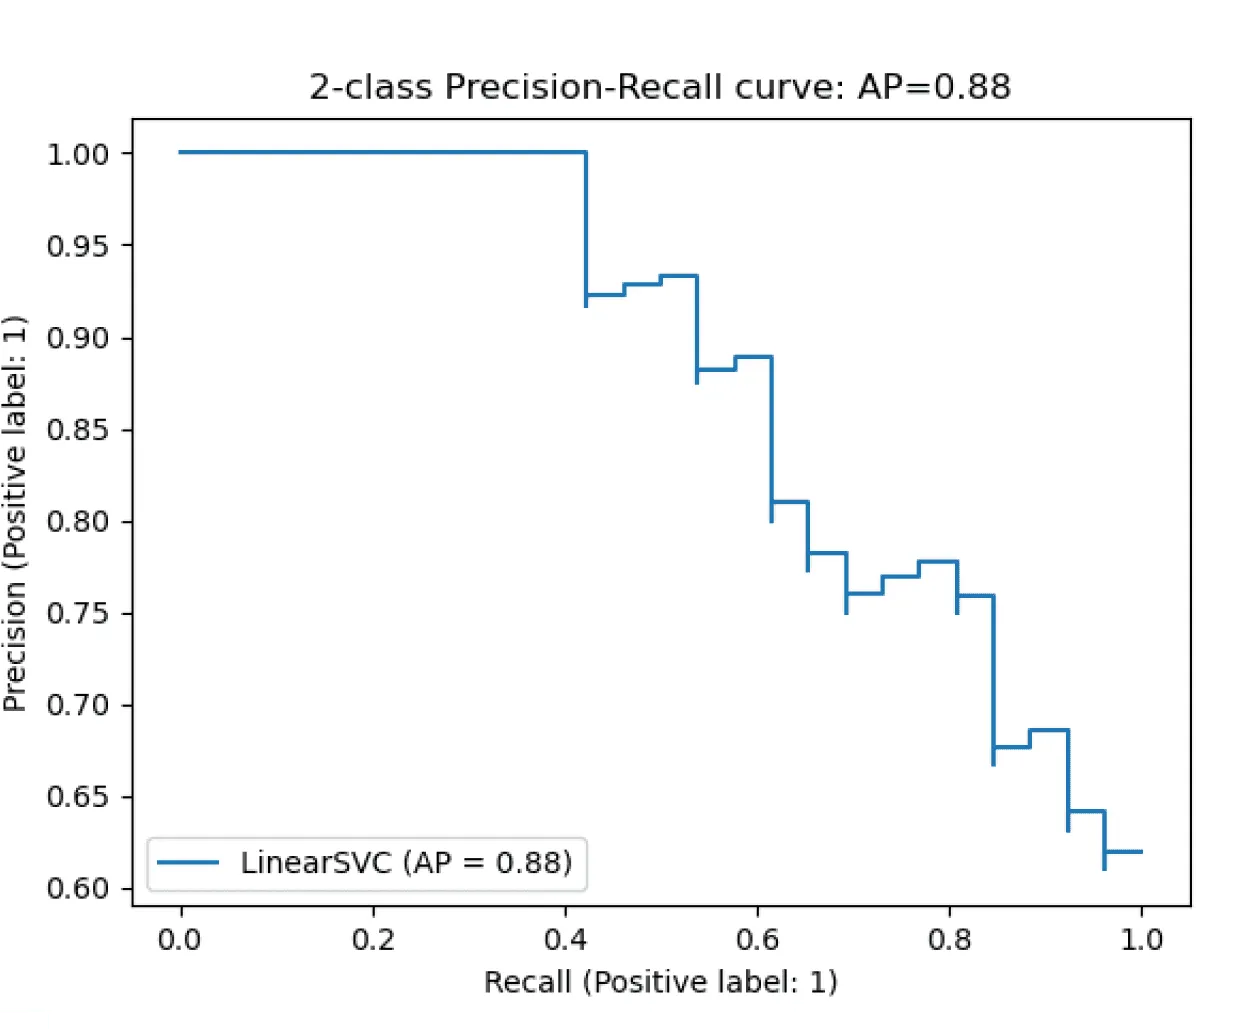 2-class Precision-Recall curve: AP=0.88
Precision (Positive label: 1)
1.00
0.95
0.90
0.85
0.80
0.75
0.70
0.65
0.60
LinearSVC (AP = 0.88)
0.0 0.2 0.4 0.6 0.8 1.0
Recall (Positive label: 1)